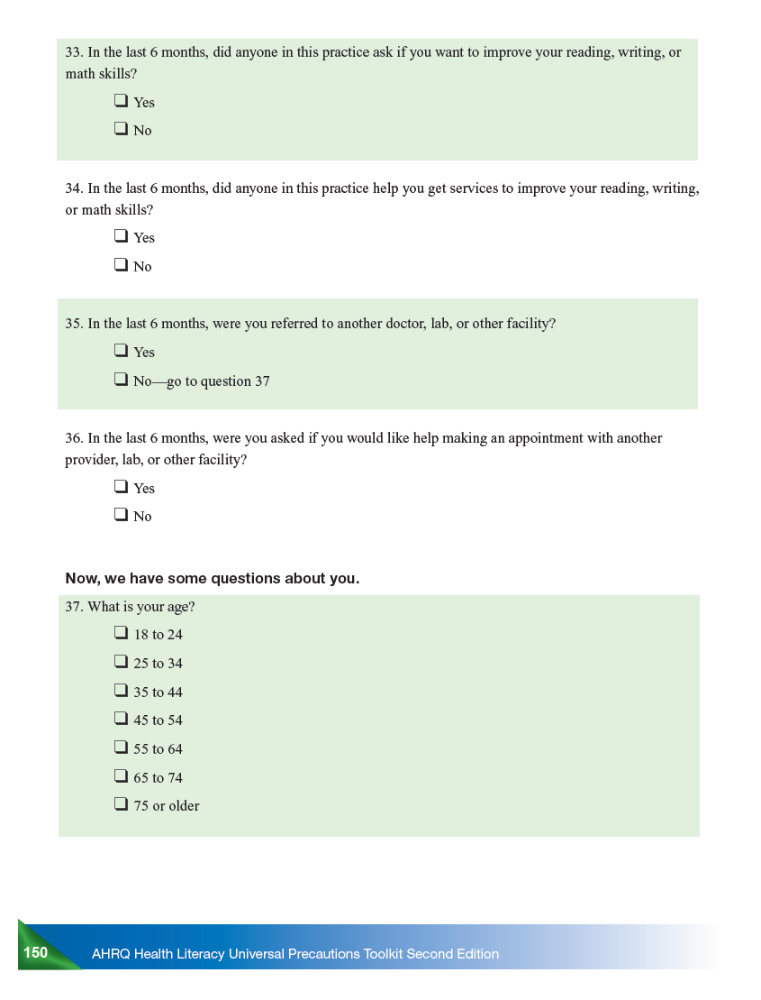 33. In the last 6 months, did anyone in this practice ask if you want to improve your reading, writing, or
math skills?
❏ Yes
❏ No
34. In the last 6 months, did anyone in this practice help you get services to improve your reading, writing,
or math skills?
❏ Yes
❏ No
35. In the last 6 months, were you referred to another doctor, lab, or other facility?
❏ Yes
❏ No—go to question 37
36. In the last 6 months, were you asked if you would like help making an appointment with another
provider, lab, or other facility?
❏ Yes
❏ No
Now, we have some questions about you.
37. What is your age?
❏ 18 to 24
❏ 25 to 34
❏ 35 to 44
❏ 45 to 54
❏ 55 to 64
❏ 65 to 74
❏ 75 or older
150 AHRQ Health Literacy Universal Precautions Toolkit Second Edition